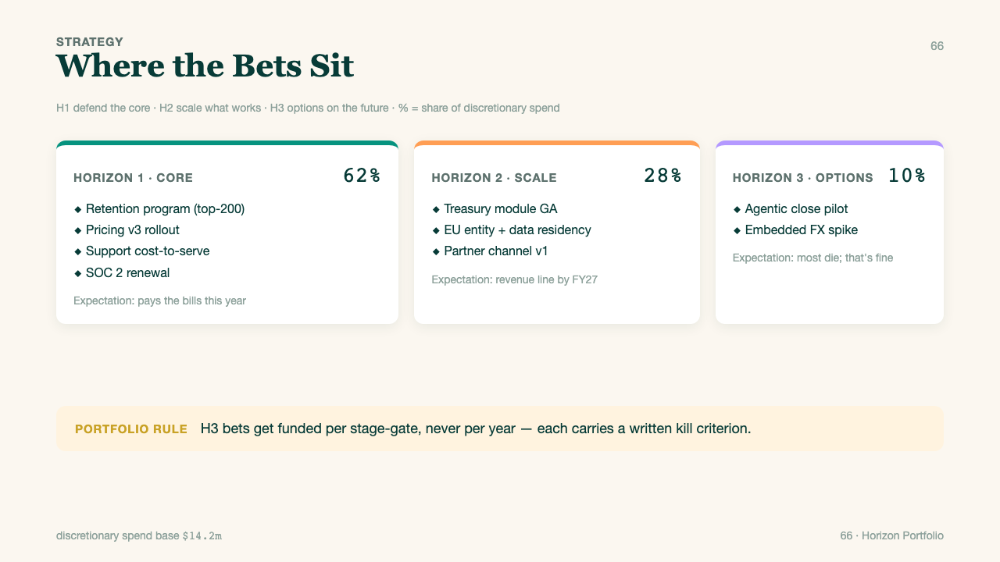 STRATEGY
66
Where the Bets Sit
H1 defend the core · H2 scale what works · H3 options on the future · % = share of discretionary spend
HORIZON 1 · CORE 62%
◆ Retention program (top-200)
◆ Pricing v3 rollout
◆ Support cost-to-serve
◆ SOC 2 renewal
Expectation: pays the bills this year
HORIZON 2 · SCALE 28%
◆ Treasury module GA
◆ EU entity + data residency
◆ Partner channel v1
Expectation: revenue line by FY27
HORIZON 3 · OPTIONS 10%
◆ Agentic close pilot
◆ Embedded FX spike
Expectation: most die; that's fine
PORTFOLIO RULE H3 bets get funded per stage-gate, never per year — each carries a written kill criterion.
discretionary spend base $14.2m
66 · Horizon Portfolio